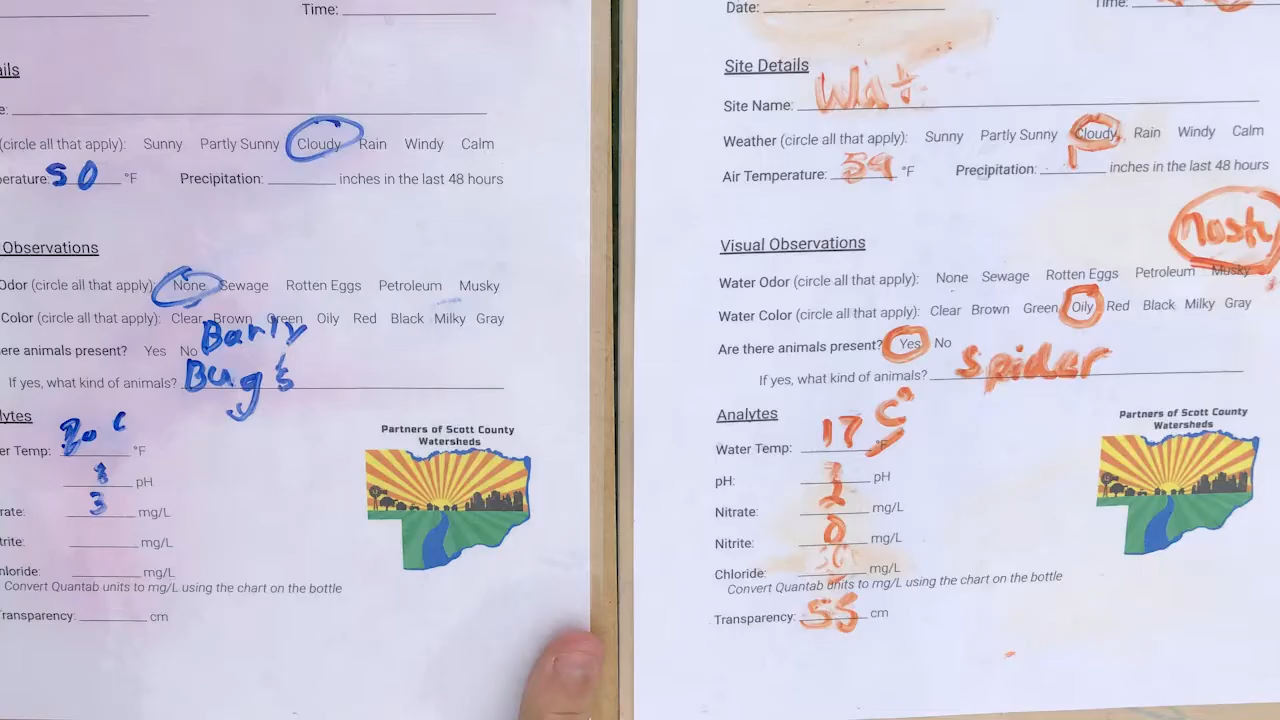 Time:
ails
e:
(circle all that apply): Sunny Partly Sunny Cloudy Rain Windy Calm
perature: 50 °F Precipitation: inches in the last 48 hours
Observations
Odor (circle all that apply) None Sewage Rotten Eggs Petroleum Musky
Color (circle all that apply): Clear Brown Green Oily Red Black Milky Gray
ere animals present? Yes No Barly
If yes, what kind of animals? Bugs
lytes
er Temp: C °F
pH
rate: 3 mg/L
trite: mg/L
hloride: mg/L
Convert Quantab units to mg/L using the chart on the bottle
Transparency: cm
Partners of Scott County
Watersheds
Date: Time:
Site Details
Site Name: Wat
Weather (circle all that apply): Sunny Partly Sunny Cloudy Rain Windy Calm
Air Temperature: 59 °F Precipitation: inches in the last 48 hours
Visual Observations
Water Odor (circle all that apply): None Sewage Rotten Eggs Petroleum Musky
Water Color (circle all that apply): Clear Brown Green Oily Red Black Milky Gray
Are there animals present? Yes No
If yes, what kind of animals? Spider
Analytes
Water Temp: 17 C° °F
pH: pH
Nitrate: 2 mg/L
Nitrite: 0 mg/L
Chloride: mg/L
Convert Quantab units to mg/L using the chart on the bottle
Transparency: 55 cm
Partners of Scott County
Watersheds